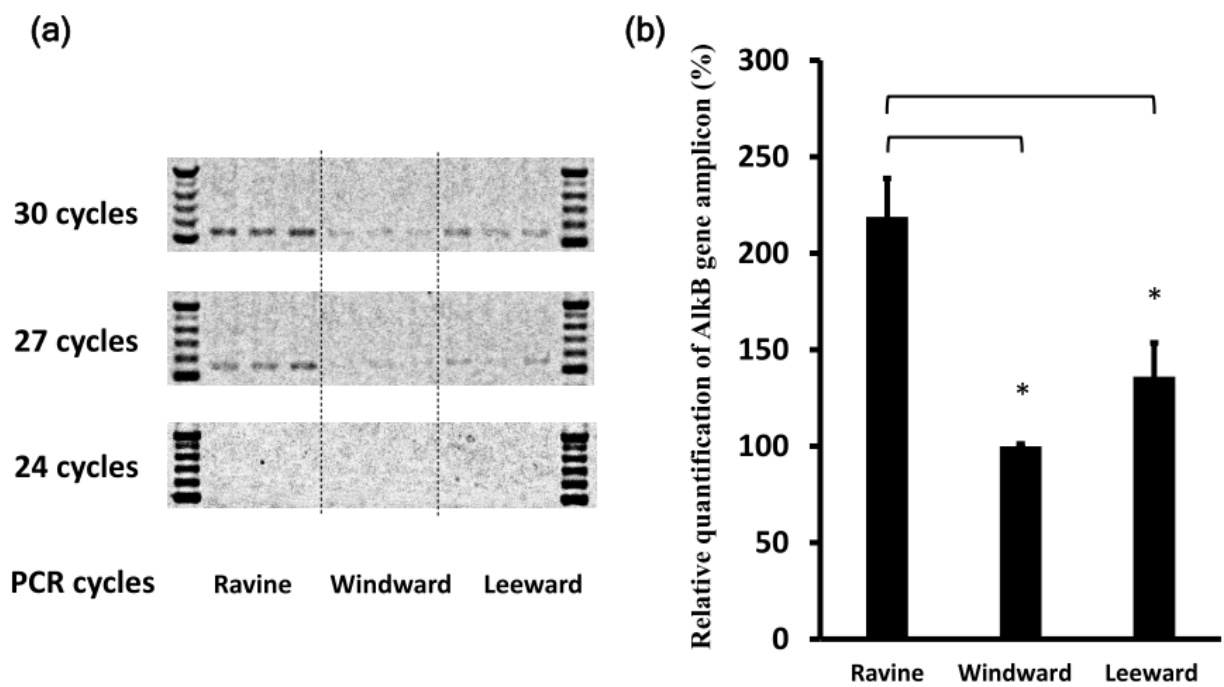 (a)
30 cycles
27 cycles
24 cycles
PCR cycles
Ravine Windward Leeward
(b)
Relative quantification of AlkB gene amplicon (%)
300
250
200
150
100
50
0
*
*
Ravine Windward Leeward